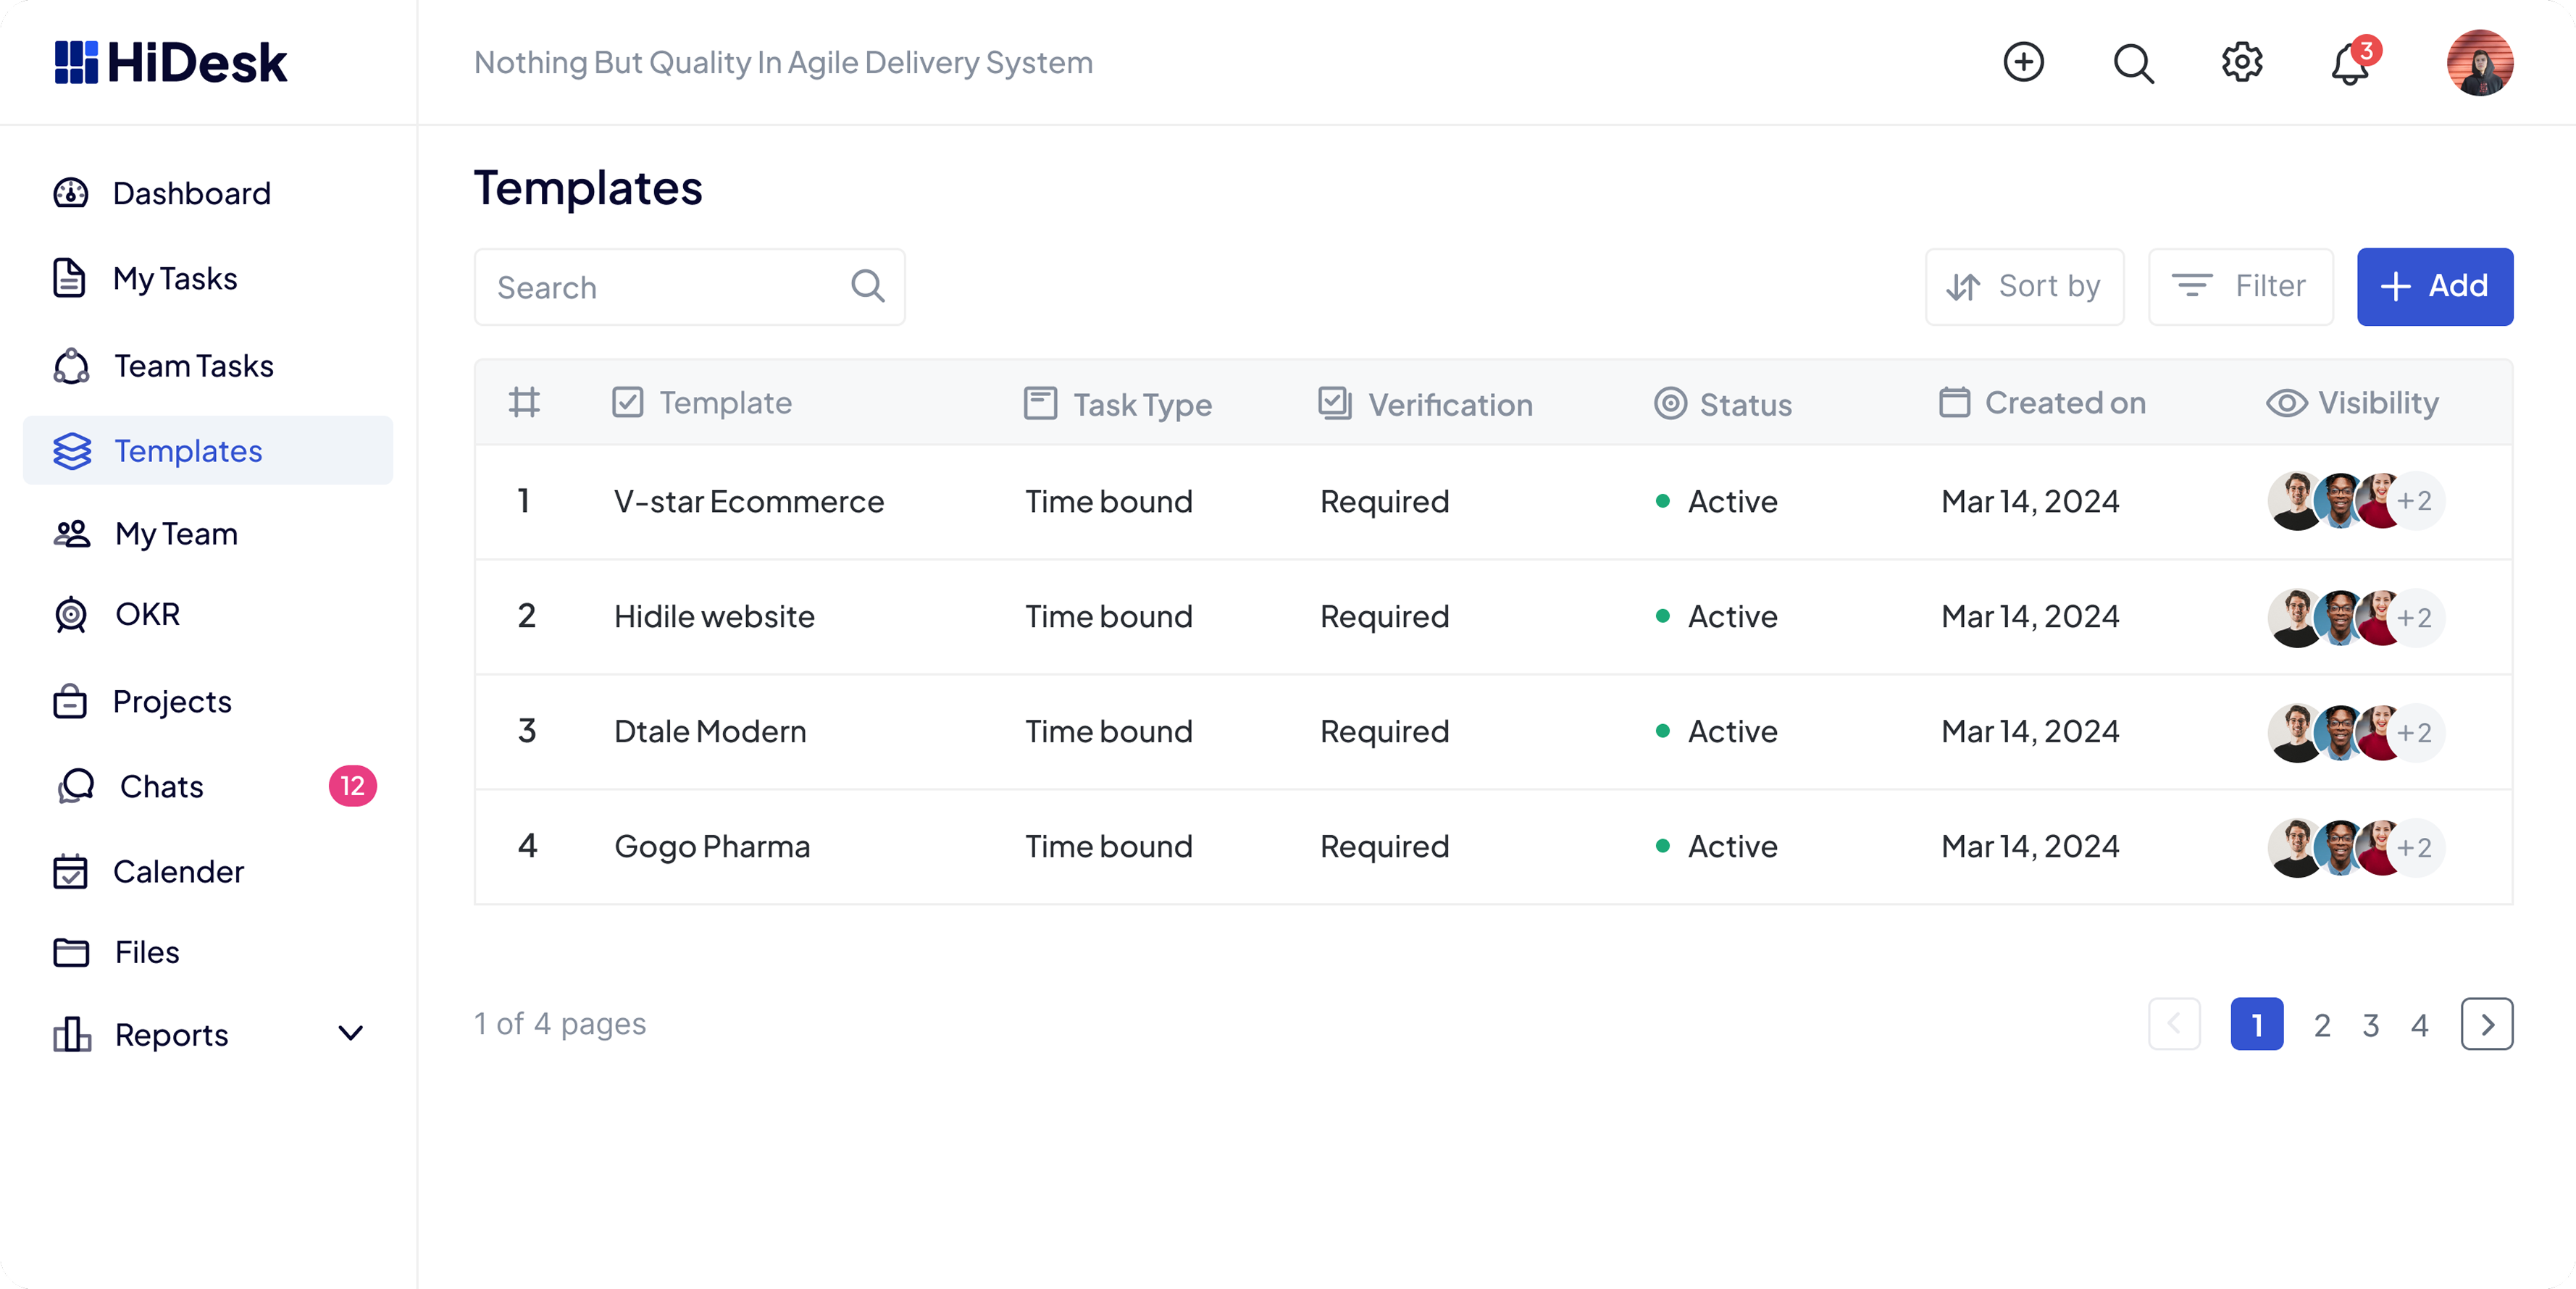 HiDesk
Nothing But Quality In Agile Delivery System
3
Dashboard
My Tasks
Team Tasks
Templates
My Team
OKR
Projects
Chats 12
Calender
Files
Reports
Templates
Search
Sort by
Filter
+ Add
# Template Task Type Verification Status Created on Visibility
1 V-star Ecommerce Time bound Required Active Mar 14, 2024 +2
2 Hidile website Time bound Required Active Mar 14, 2024 +2
3 Dtale Modern Time bound Required Active Mar 14, 2024 +2
4 Gogo Pharma Time bound Required Active Mar 14, 2024 +2
1 of 4 pages
1 2 3 4